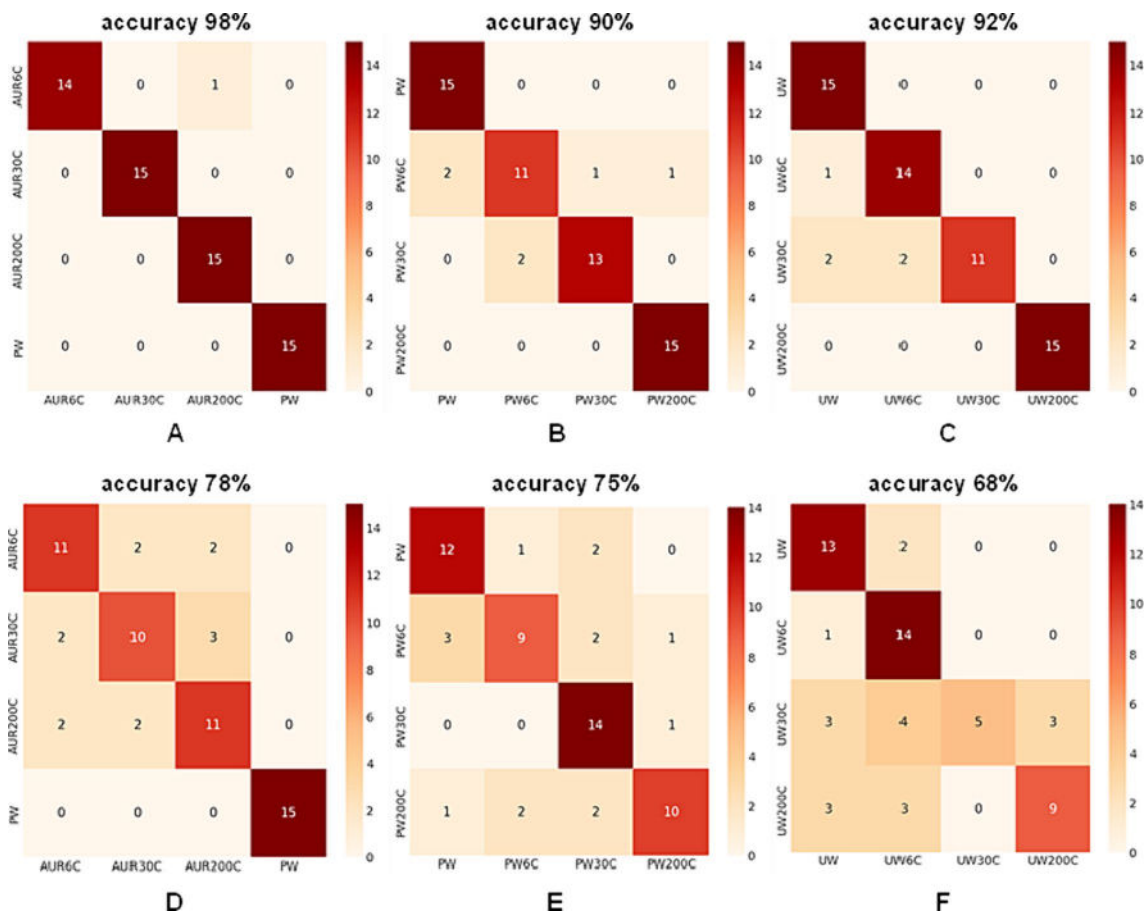 accuracy 98%
AUR6C 14 0 1 0
AUR30C 0 15 0 0
AUR200C 0 0 15 0
PW 0 0 0 15
AUR6C AUR30C AUR200C PW
14
12
10
8
6
4
2
0
A
accuracy 90%
PW 15 0 0 0
PW6C 2 11 1 1
PW30C 0 2 13 0
PW200C 0 0 0 15
PW PW6C PW30C PW200C
14
12
10
8
6
4
2
0
B
accuracy 92%
UW 15 0 0 0
UW6C 1 14 0 0
UW30C 2 2 11 0
UW200C 0 0 0 15
UW UW6C UW30C UW200C
14
12
10
8
6
4
2
0
C
accuracy 78%
AUR6C 11 2 2 0
AUR30C 2 10 3 0
AUR200C 2 2 11 0
PW 0 0 0 15
AUR6C AUR30C AUR200C PW
14
12
10
8
6
4
2
0
D
accuracy 75%
PW 12 1 2 0
PW6C 3 9 2 1
PW30C 0 0 14 1
PW200C 1 2 2 10
PW PW6C PW30C PW200C
14
12
10
8
6
4
2
0
E
accuracy 68%
UW 13 2 0 0
UW6C 1 14 0 0
UW30C 3 4 5 3
UW200C 3 3 0 9
UW UW6C UW30C UW200C
14
12
10
8
6
4
2
0
F